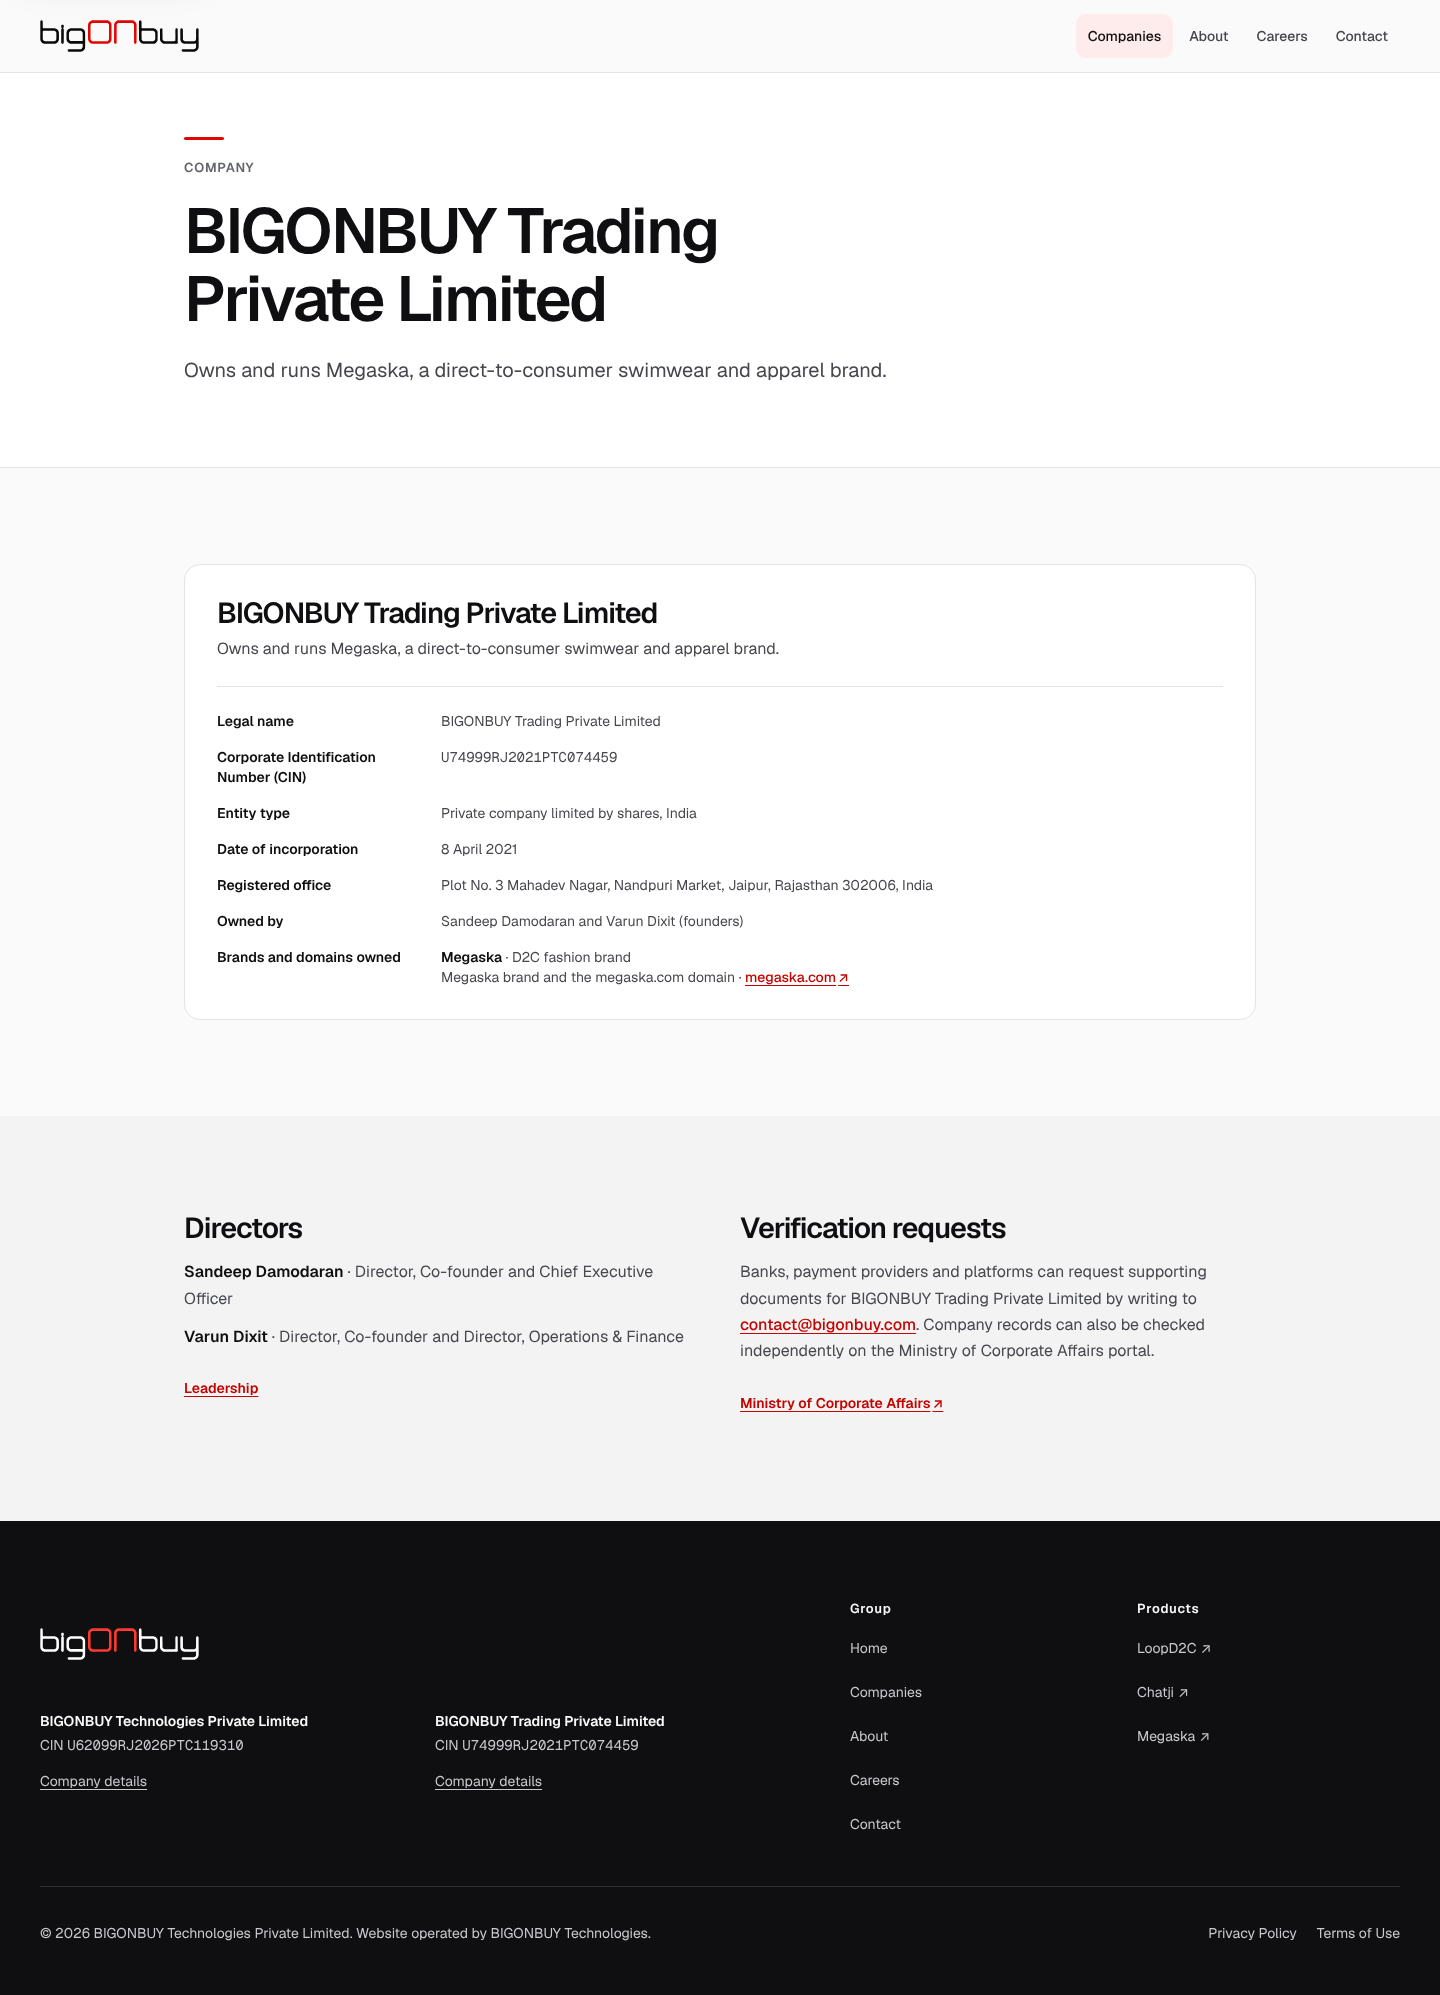 bigONbuy
Companies
About
Careers
Contact
COMPANY
BIGONBUY Trading
Private Limited
Owns and runs Megaska, a direct-to-consumer swimwear and apparel brand.
BIGONBUY Trading Private Limited
Owns and runs Megaska, a direct-to-consumer swimwear and apparel brand.
Legal name
BIGONBUY Trading Private Limited
Corporate Identification
Number (CIN)
U74999RJ2021PTC074459
Entity type
Private company limited by shares, India
Date of incorporation
8 April 2021
Registered office
Plot No. 3 Mahadev Nagar, Nandpuri Market, Jaipur, Rajasthan 302006, India
Owned by
Sandeep Damodaran and Varun Dixit (founders)
Brands and domains owned
Megaska · D2C fashion brand
Megaska brand and the megaska.com domain · megaska.com ↗
Directors
Sandeep Damodaran · Director, Co-founder and Chief Executive
Officer
Varun Dixit · Director, Co-founder and Director, Operations & Finance
Leadership
Verification requests
Banks, payment providers and platforms can request supporting
documents for BIGONBUY Trading Private Limited by writing to
contact@bigonbuy.com. Company records can also be checked
independently on the Ministry of Corporate Affairs portal.
Ministry of Corporate Affairs ↗
bigONbuy
BIGONBUY Technologies Private Limited
CIN U62099RJ2026PTC119310
Company details
BIGONBUY Trading Private Limited
CIN U74999RJ2021PTC074459
Company details
Group
Home
Companies
About
Careers
Contact
Products
LoopD2C ↗
Chatji ↗
Megaska ↗
© 2026 BIGONBUY Technologies Private Limited. Website operated by BIGONBUY Technologies.
Privacy Policy
Terms of Use